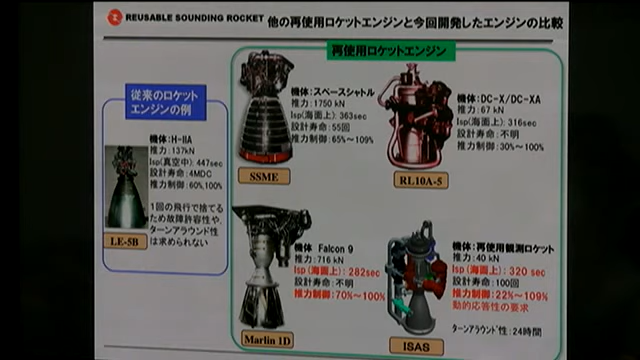 REUSABLE SOUNDING ROCKET
他の再使用ロケットエンジンと今回開発したエンジンの比較
従来のロケット
エンジンの例
機体:H-IIA
推力:137kN
Isp(真空中):447sec
設計寿命:4MDC
推力制御:60,100%
1回の飛行で捨てる
ため故障許容性や、
ターンアラウンド性
は求められない
LE-5B
再使用ロケットエンジン
機体:スペースシャトル
推力:1750 kN
Isp(海面上):363sec
設計寿命:55回
推力制御:65%~109%
SSME
機体:DC-X/DC-XA
推力:67 kN
Isp(海面上):316sec
設計寿命:不明
推力制御:30%~100%
RL10A-5
機体 Falcon 9
推力:716 kN
Isp (海面上):282sec
設計寿命:不明
推力制御:70%~100%
Marlin 1D
機体:再使用観測ロケット
推力:40 kN
Isp(海面上):320 sec
設計寿命:100回
推力制御:22%~109%
動的応答性の要求
ターンアラウンド性:24時間
ISAS